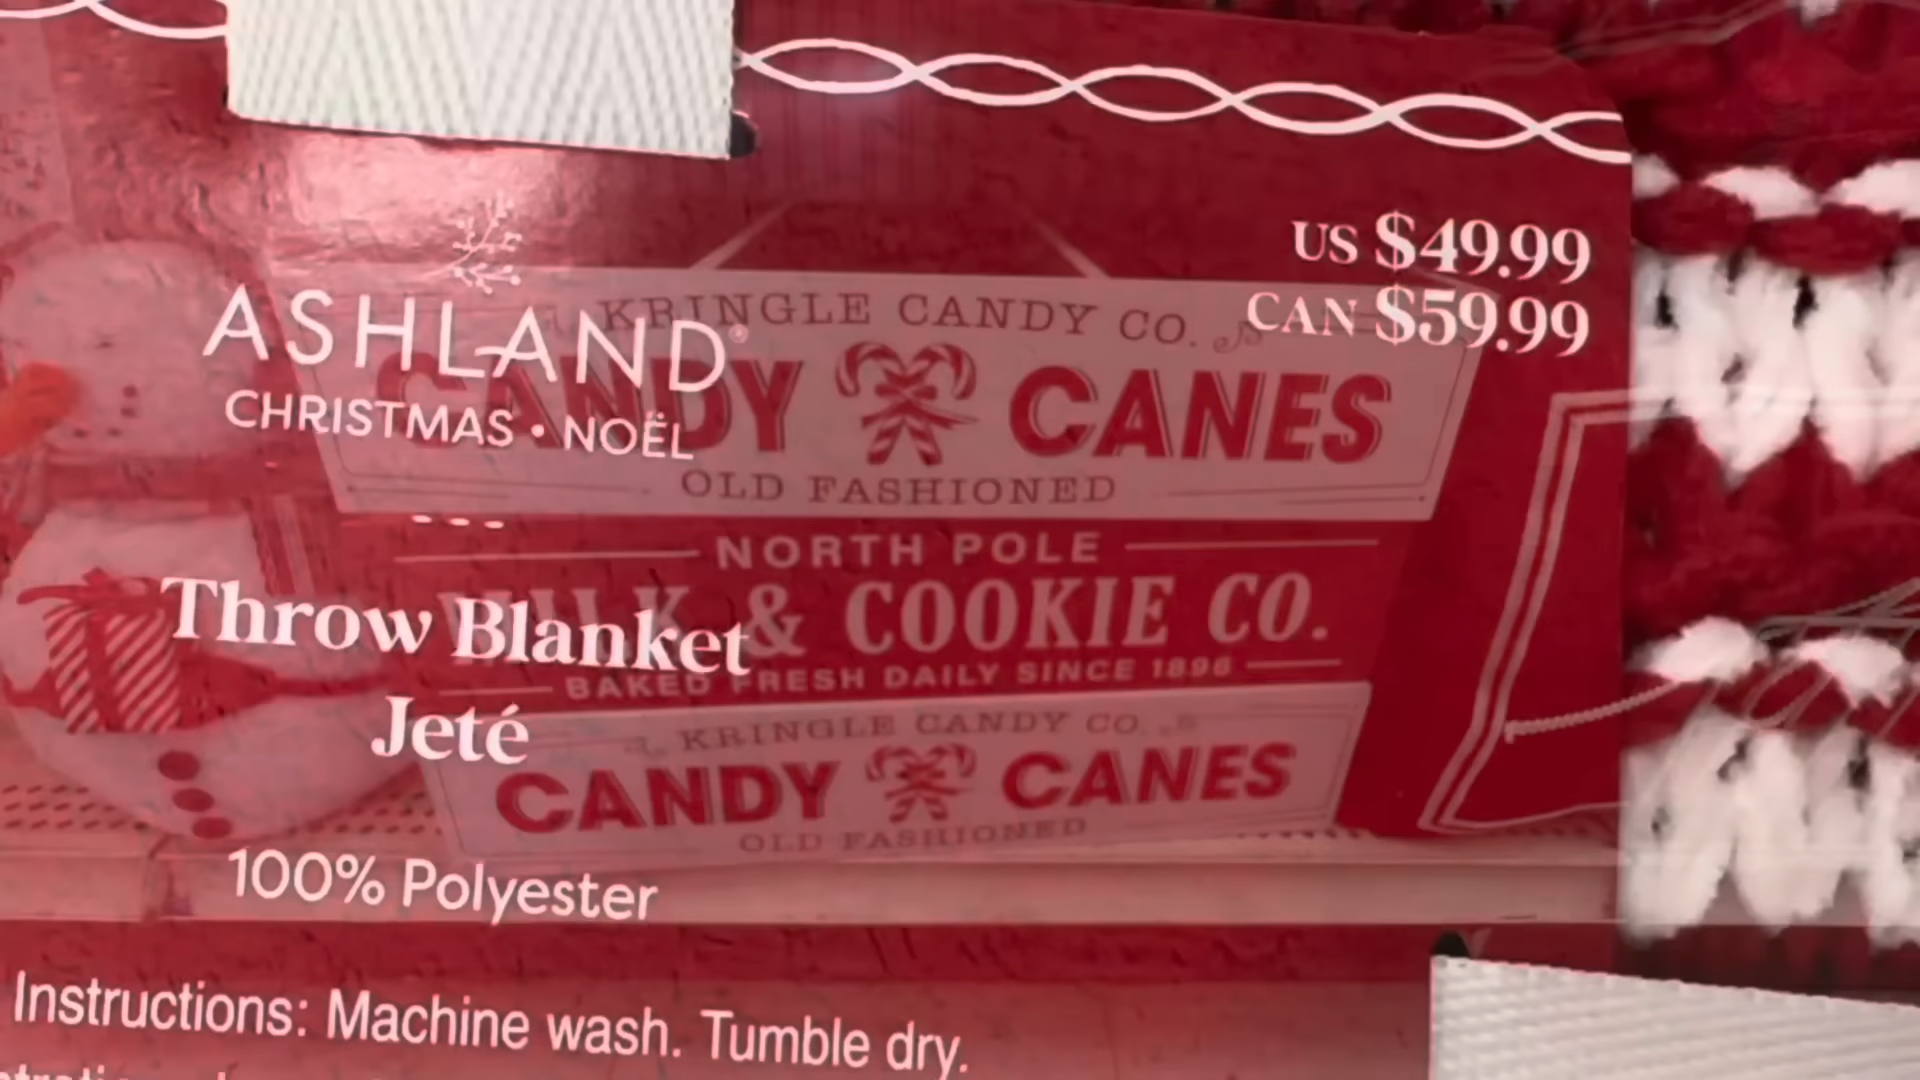 US $49.99
CAN $59.99
ASHLAND®
CHRISTMAS • NOËL
Throw Blanket
Jeté
100% Polyester
Instructions: Machine wash. Tumble dry.
KRINGLE CANDY CO.
CANDY CANES
OLD FASHIONED
NORTH POLE
MILK & COOKIE CO.
BAKED FRESH DAILY SINCE 1896
KRINGLE CANDY CO.
CANDY CANES
OLD FASHIONED